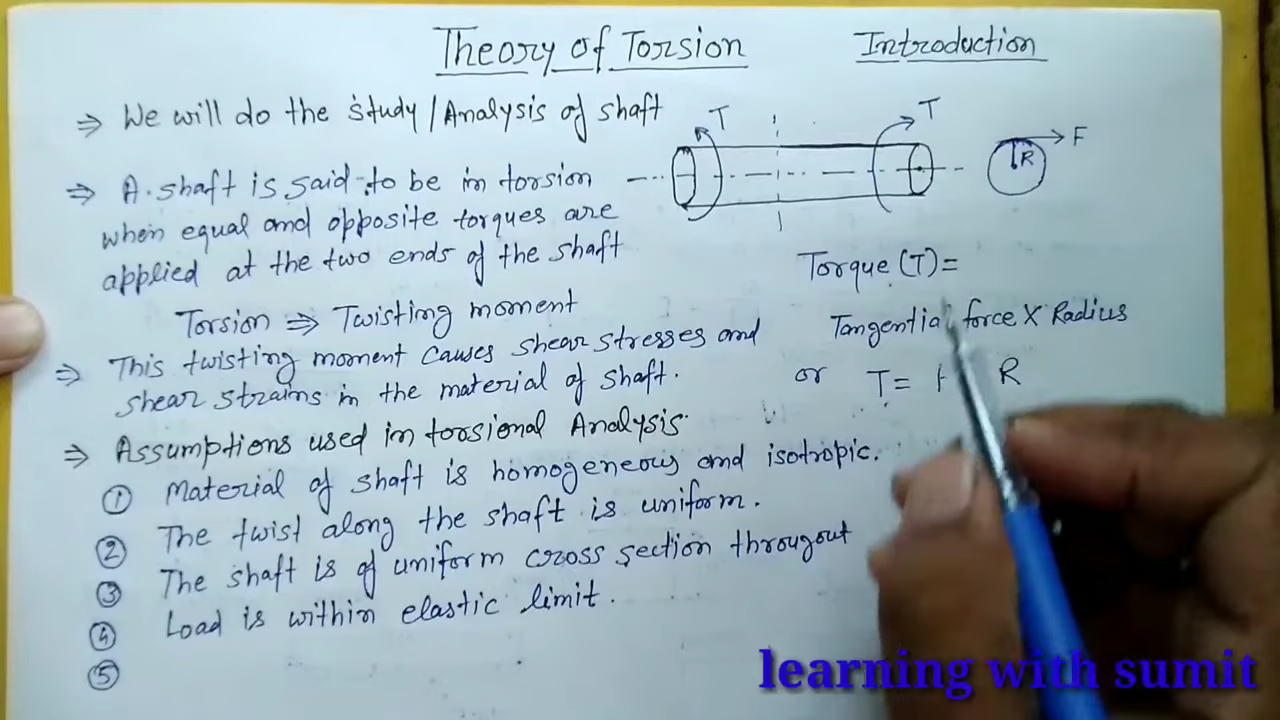 Theory of Torsion Introduction
⇒ We will do the study/Analysis of shaft
⇒ A shaft is said to be in torsion
when equal and opposite torques are
applied at the two ends of the shaft
Torsion ⇒ Twisting moment
⇒ This twisting moment causes shear stresses and
shear strains in the material of shaft.
⇒ Assumptions used in torsional Analysis.
① Material of shaft is homogeneous and isotropic.
② The twist along the shaft is uniform.
③ The shaft is of uniform cross section througout
④ Load is within elastic limit.
⑤
T T
R F
Torque (T) =
Tangential force X Radius
or T = R
learning with sumit